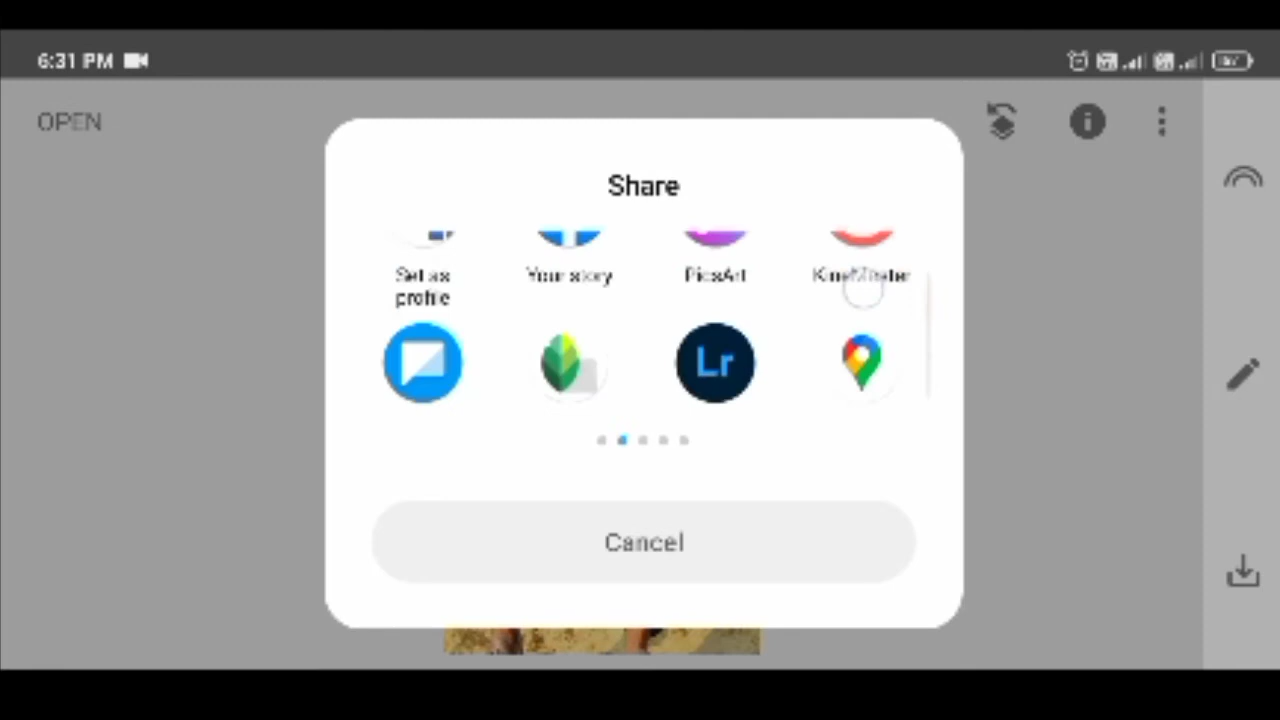 6:31 PM
OPEN
Share
Set as
profile
Your story
PicsArt
KineMaster
Lr
Cancel